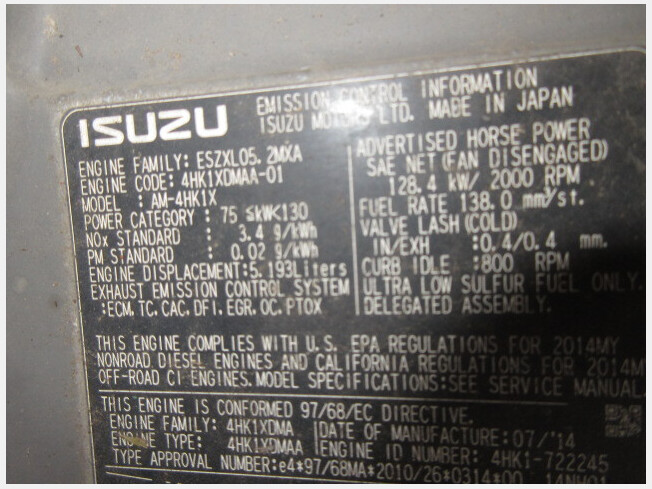 ISUZU
EMISSION CONTROL INFORMATION
ISUZU MOTORS LTD. MADE IN JAPAN
ENGINE FAMILY: ESZXL05.2MXA
ENGINE CODE: 4HK1XDMAA-01
MODEL : AM-4HK1X
POWER CATEGORY : 75 ≤kW<130
NOx STANDARD : 3.4 g/kWh
PM STANDARD : 0.02 g/kWh
ENGINE DISPLACEMENT:5.193Liters
EXHAUST EMISSION CONTROL SYSTEM
:ECM.TC.CAC.DFI.EGR.OC.PTOX
ADVERTISED HORSE POWER
SAE NET(FAN DISENGAGED)
128.4 kW/ 2000 RPM
FUEL RATE 138.0 mm³/st.
VALVE LASH(COLD)
IN/EXH :0.4/0.4 mm.
CURB IDLE :800 RPM
ULTRA LOW SULFUR FUEL ONLY.
DELEGATED ASSEMBLY.
THIS ENGINE COMPLIES WITH U.S. EPA REGULATIONS FOR 2014MY
NONROAD DIESEL ENGINES AND CALIFORNIA REGULATIONS FOR 2014M
OFF-ROAD CI ENGINES.MODEL SPECIFICATIONS:SEE SERVICE MANUAL.
THIS ENGINE IS CONFORMED 97/68/EC DIRECTIVE.
ENGINE FAMILY: 4HK1XDMA
DATE OF MANUFACTURE:07/'14
ENGINE TYPE: 4HK1XDMAA
ENGINE ID NUMBER: 4HK1-722245
TYPE APPROVAL NUMBER:e4*97/68MA*2010/26*0314*00